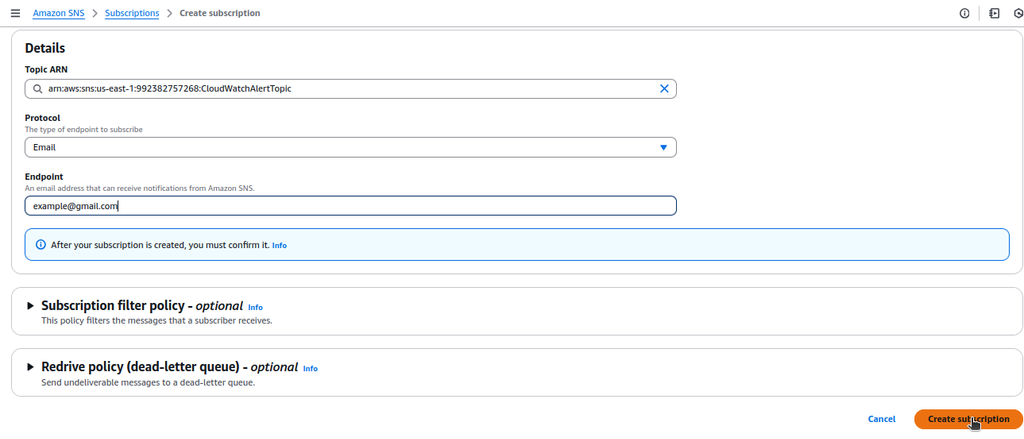 Amazon SNS > Subscriptions > Create subscription
Details
Topic ARN
arn:aws:sns:us-east-1:992382757268:CloudWatchAlertTopic
Protocol
The type of endpoint to subscribe
Email
Endpoint
An email address that can receive notifications from Amazon SNS.
example@gmail.com
After your subscription is created, you must confirm it. Info
Subscription filter policy - optional Info
This policy filters the messages that a subscriber receives.
Redrive policy (dead-letter queue) - optional Info
Send undeliverable messages to a dead-letter queue.
Cancel Create subscription